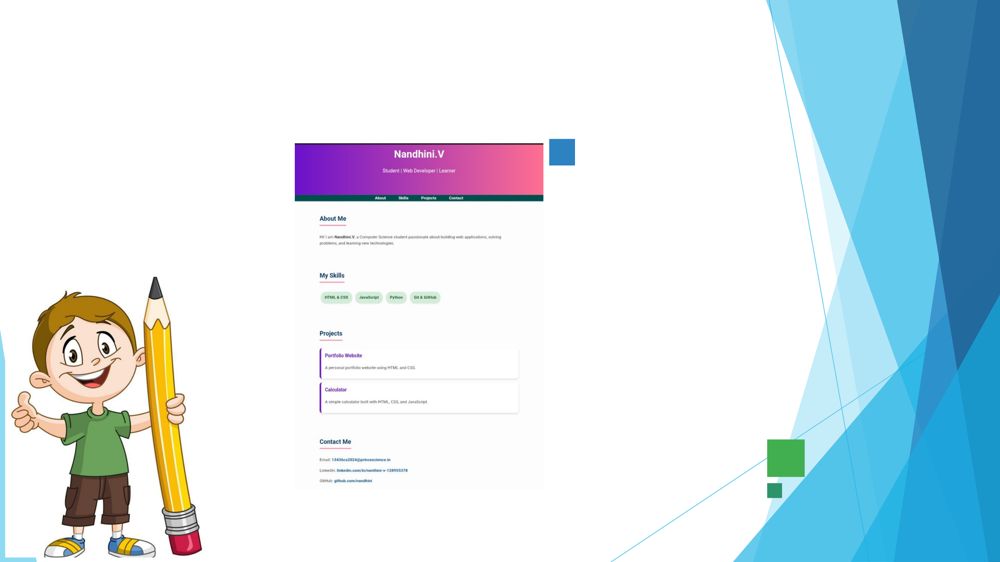 Nandhini.V
Student | Web Developer | Learner
About Skills Projects Contact
About Me
Hi! I am Nandhini.V, a Computer Science student passionate about building web applications, solving
problems, and learning new technologies.
My Skills
HTML & CSS JavaScript Python Git & GitHub
Projects
Portfolio Website
A personal portfolio website using HTML and CSS.
Calculator
A simple calculator built with HTML, CSS, and JavaScript.
Contact Me
Email: 13436cs2024@princescience.in
LinkedIn: linkedin.com/in/nanthini-v-128955378
GitHub: github.com/nandhini